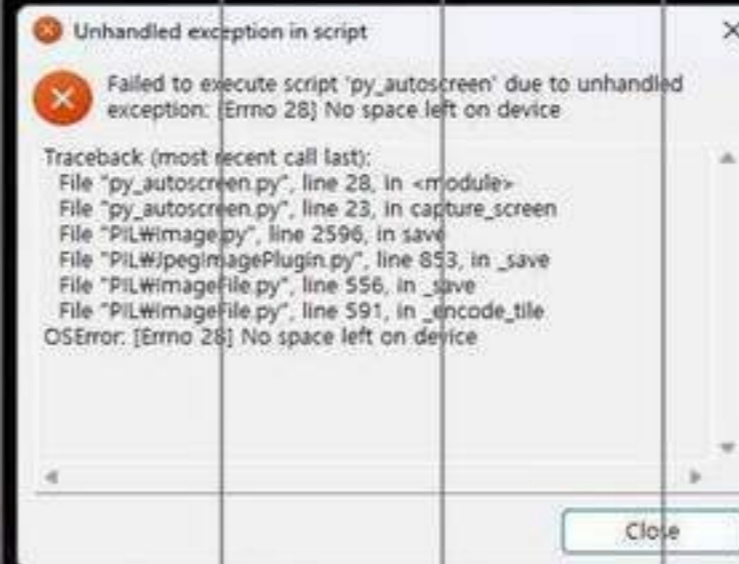 Unhandled exception in script
Failed to execute script 'py_autoscreen' due to unhandled
exception: [Errno 28] No space left on device
Traceback (most recent call last):
File "py_autoscreen.py", line 28, in <module>
File "py_autoscreen.py", line 23, in capture_screen
File "PIL₩Image.py", line 2596, in save
File "PIL₩JpegImagePlugin.py", line 853, in _save
File "PIL₩ImageFile.py", line 556, in _save
File "PIL₩ImageFile.py", line 591, in _encode_tile
OSError: [Errno 28] No space left on device
Close